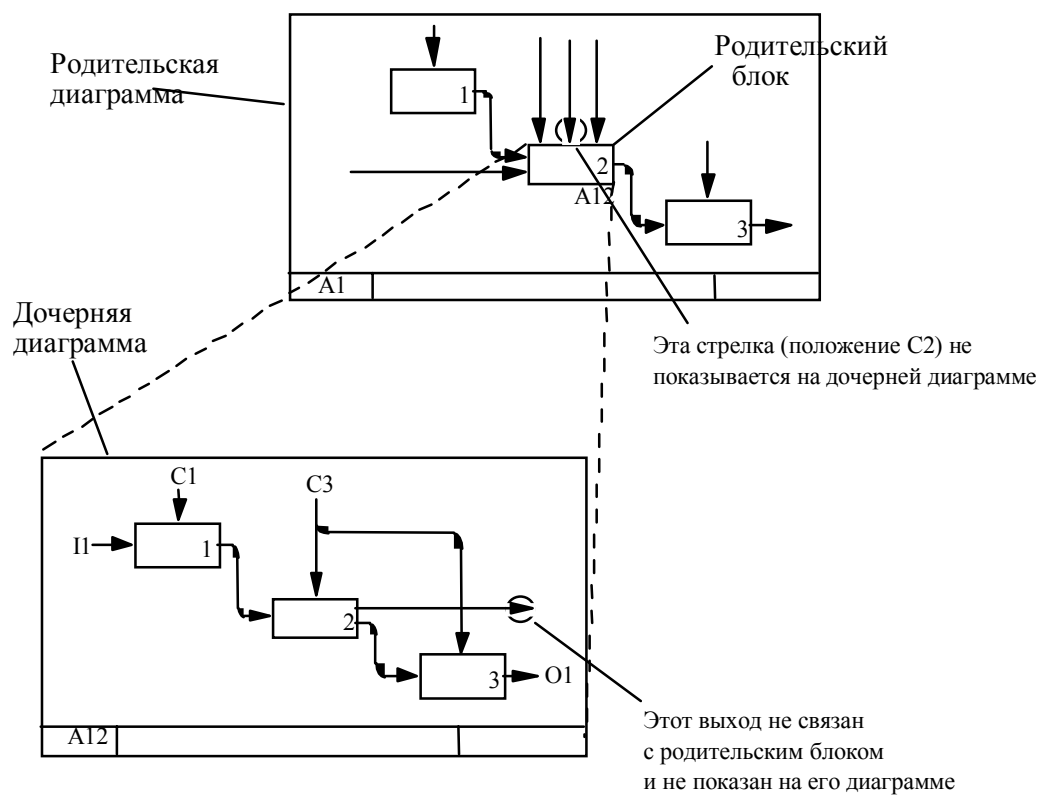 Родительская
диаграмма
Родительский
блок
1
2
A12
3
A1
Эта стрелка (положение C2) не
показывается на дочерней диаграмме
Дочерняя
диаграмма
C1
C3
I1
1
2
3
O1
A12
Этот выход не связан
с родительским блоком
и не показан на его диаграмме